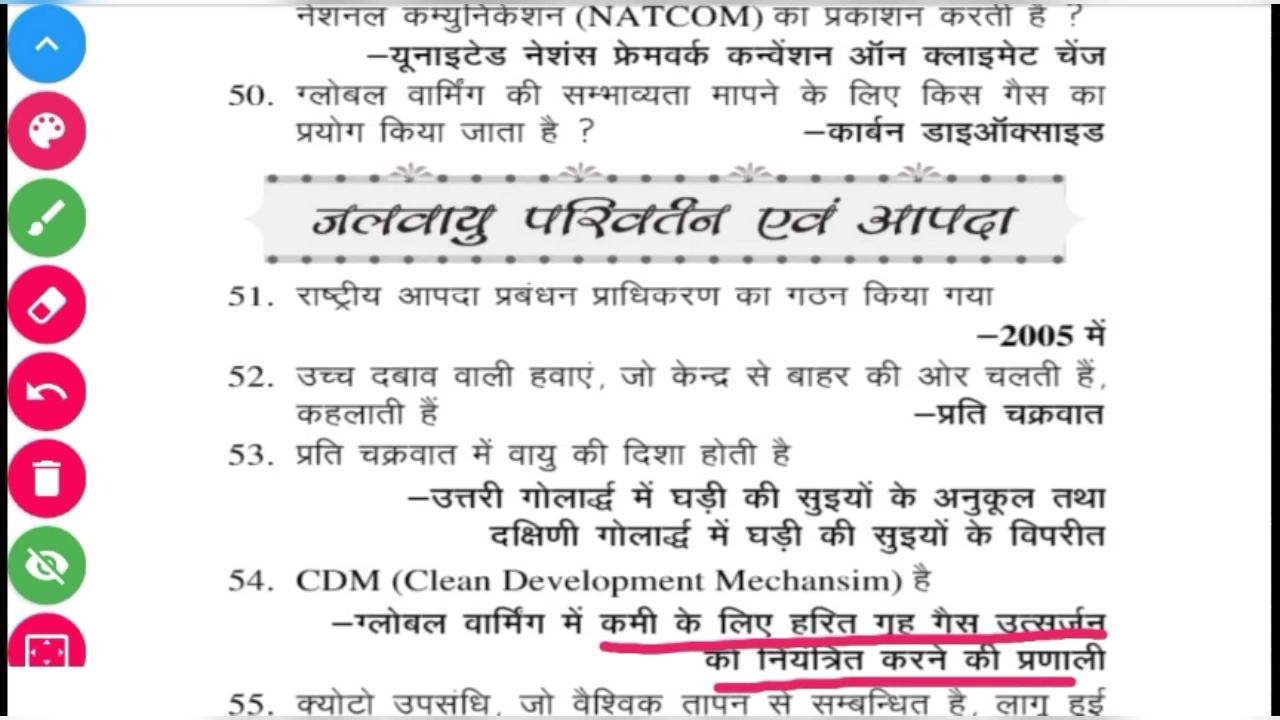 नेशनल कम्युनिकेशन (NATCOM) का प्रकाशन करती है ?
–यूनाइटेड नेशंस फ्रेमवर्क कन्वेंशन ऑन क्लाइमेट चेंज
50. ग्लोबल वार्मिंग की सम्भाव्यता मापने के लिए किस गैस का
प्रयोग किया जाता है ? –कार्बन डाइऑक्साइड
जलवायु परिवर्तन एवं आपदा
51. राष्ट्रीय आपदा प्रबंधन प्राधिकरण का गठन किया गया
–2005 में
52. उच्च दबाव वाली हवाएं, जो केन्द्र से बाहर की ओर चलती हैं,
कहलाती हैं –प्रति चक्रवात
53. प्रति चक्रवात में वायु की दिशा होती है
–उत्तरी गोलार्द्ध में घड़ी की सुइयों के अनुकूल तथा
दक्षिणी गोलार्द्ध में घड़ी की सुइयों के विपरीत
54. CDM (Clean Development Mechansim) है
–ग्लोबल वार्मिंग में कमी के लिए हरित गृह गैस उत्सर्जन
को नियंत्रित करने की प्रणाली
55. क्योटो उपसंधि, जो वैश्विक तापन से सम्बन्धित है, लागू हुई